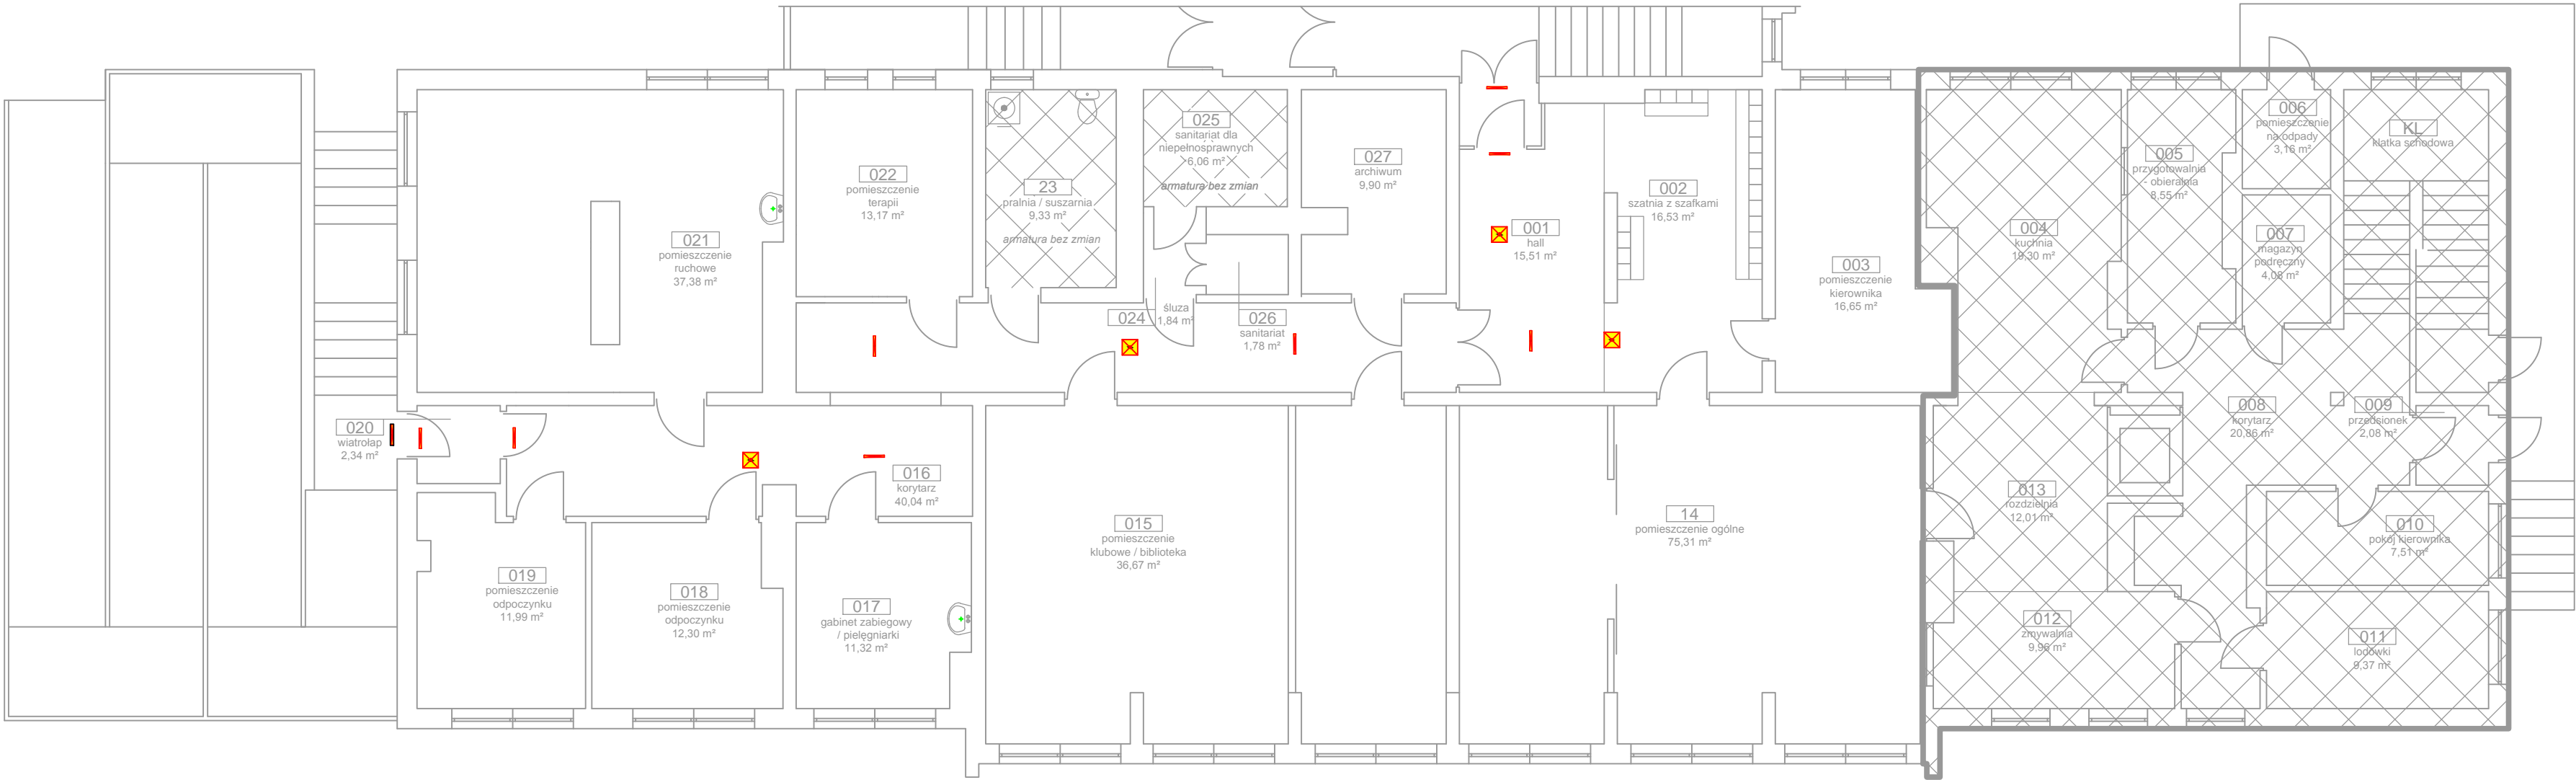 025
sanitariat dla
niepełnosprawnych
6,06 m²
armatura bez zmian
006
pomieszczenie
na odpady
3,16 m²
KL
klatka schodowa
022
pomieszczenie
terapii
13,17 m²
23
pralnia / suszarnia
9,33 m²
armatura bez zmian
027
archiwum
9,90 m²
002
szatnia z szafkami
16,53 m²
005
przygotowalnia
- obieralnia
8,55 m²
021
pomieszczenie
ruchowe
37,38 m²
001
hall
15,51 m²
004
kuchnia
19,30 m²
007
magazyn
podręczny
4,08 m²
003
pomieszczenie
kierownika
16,65 m²
024
śluza
1,84 m²
026
sanitariat
1,78 m²
020
wiatrołap
2,34 m²
008
korytarz
20,86 m²
009
przedsionek
2,08 m²
016
korytarz
40,04 m²
013
rozdzielnia
12,01 m²
015
pomieszczenie
klubowe / biblioteka
36,67 m²
14
pomieszczenie ogólne
75,31 m²
010
pokój kierownika
7,51 m²
019
pomieszczenie
odpoczynku
11,99 m²
018
pomieszczenie
odpoczynku
12,30 m²
017
gabinet zabiegowy
/ pielęgniarki
11,32 m²
012
zmywalnia
9,96 m²
011
lodówki
9,37 m²